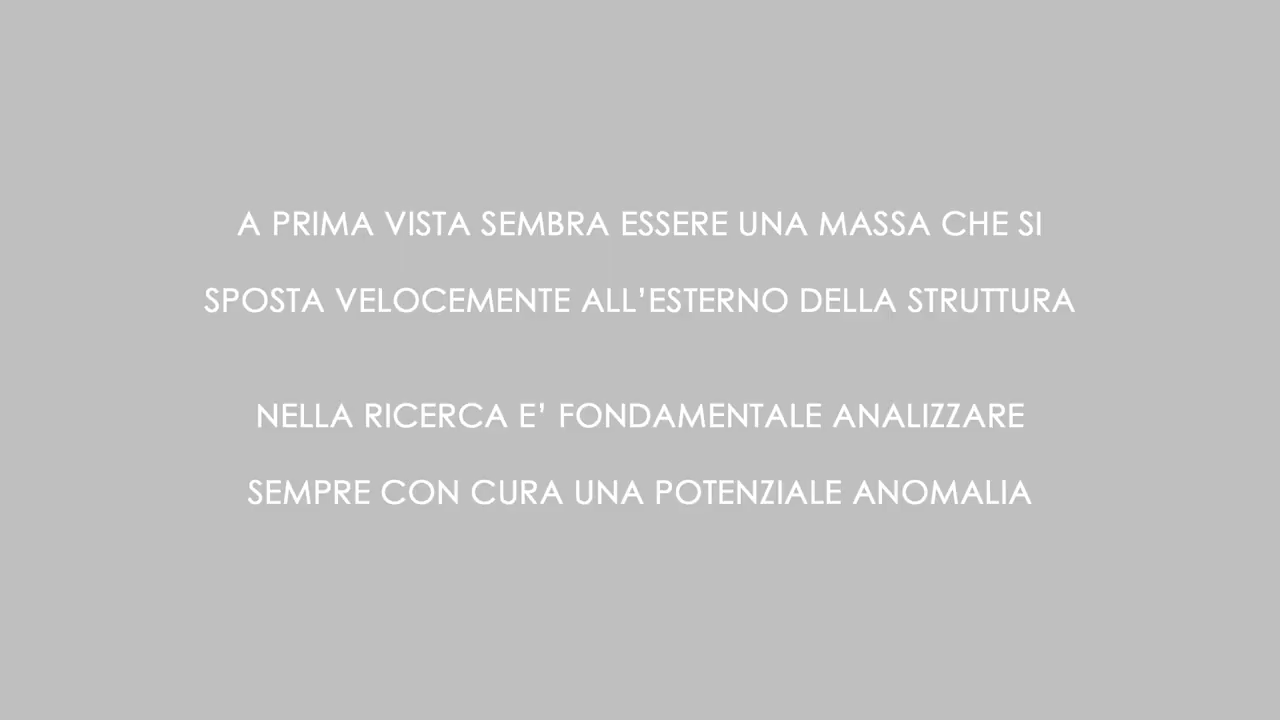 A PRIMA VISTA SEMBRA ESSERE UNA MASSA CHE SI
SPOSTA VELOCEMENTE ALL’ESTERNO DELLA STRUTTURA
NELLA RICERCA E’ FONDAMENTALE ANALIZZARE
SEMPRE CON CURA UNA POTENZIALE ANOMALIA